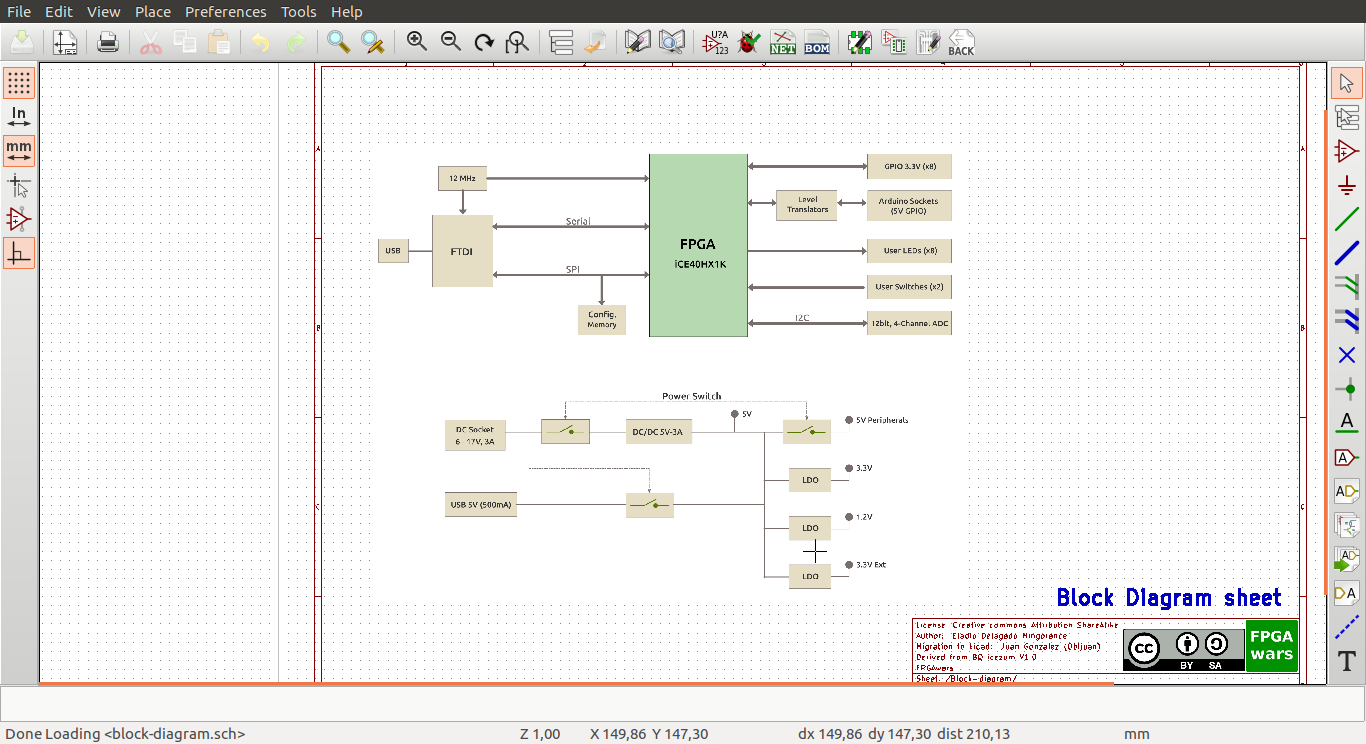 File Edit View Place Preferences Tools Help
U?A
123
NET
BOM
BACK
In
mm
12 MHz
GPIO 3.3V (x8)
Level
Translators
Arduino Sockets
(5V GPIO)
Serial
USB
FTDI
FPGA
iCE40HX1K
User LEDs (x8)
SPI
User Switches (x2)
Config.
Memory
I2C
12bit, 4-Channel ADC
Power Switch
5V
5V Peripherals
DC Socket
6 - 17V, 3A
DC/DC 5V-3A
3.3V
LDO
USB 5V (500mA)
1.2V
LDO
3.3V Ext
LDO
Block Diagram sheet
License: Creative commons Attribution ShareAlike
Author: Eladio Delagado Mingorance
Migration to kicad: Juan Gonzalez (Obijuan)
Derived from BQ icezum V1.0
FPGAwars
Sheet: /Block-diagram/
cc
BY SA
FPGA
wars
A
A
AD
AD
DA
T
Done Loading <block-diagram.sch> Z 1,00 X 149,86 Y 147,30 dx 149,86 dy 147,30 dist 210,13 mm